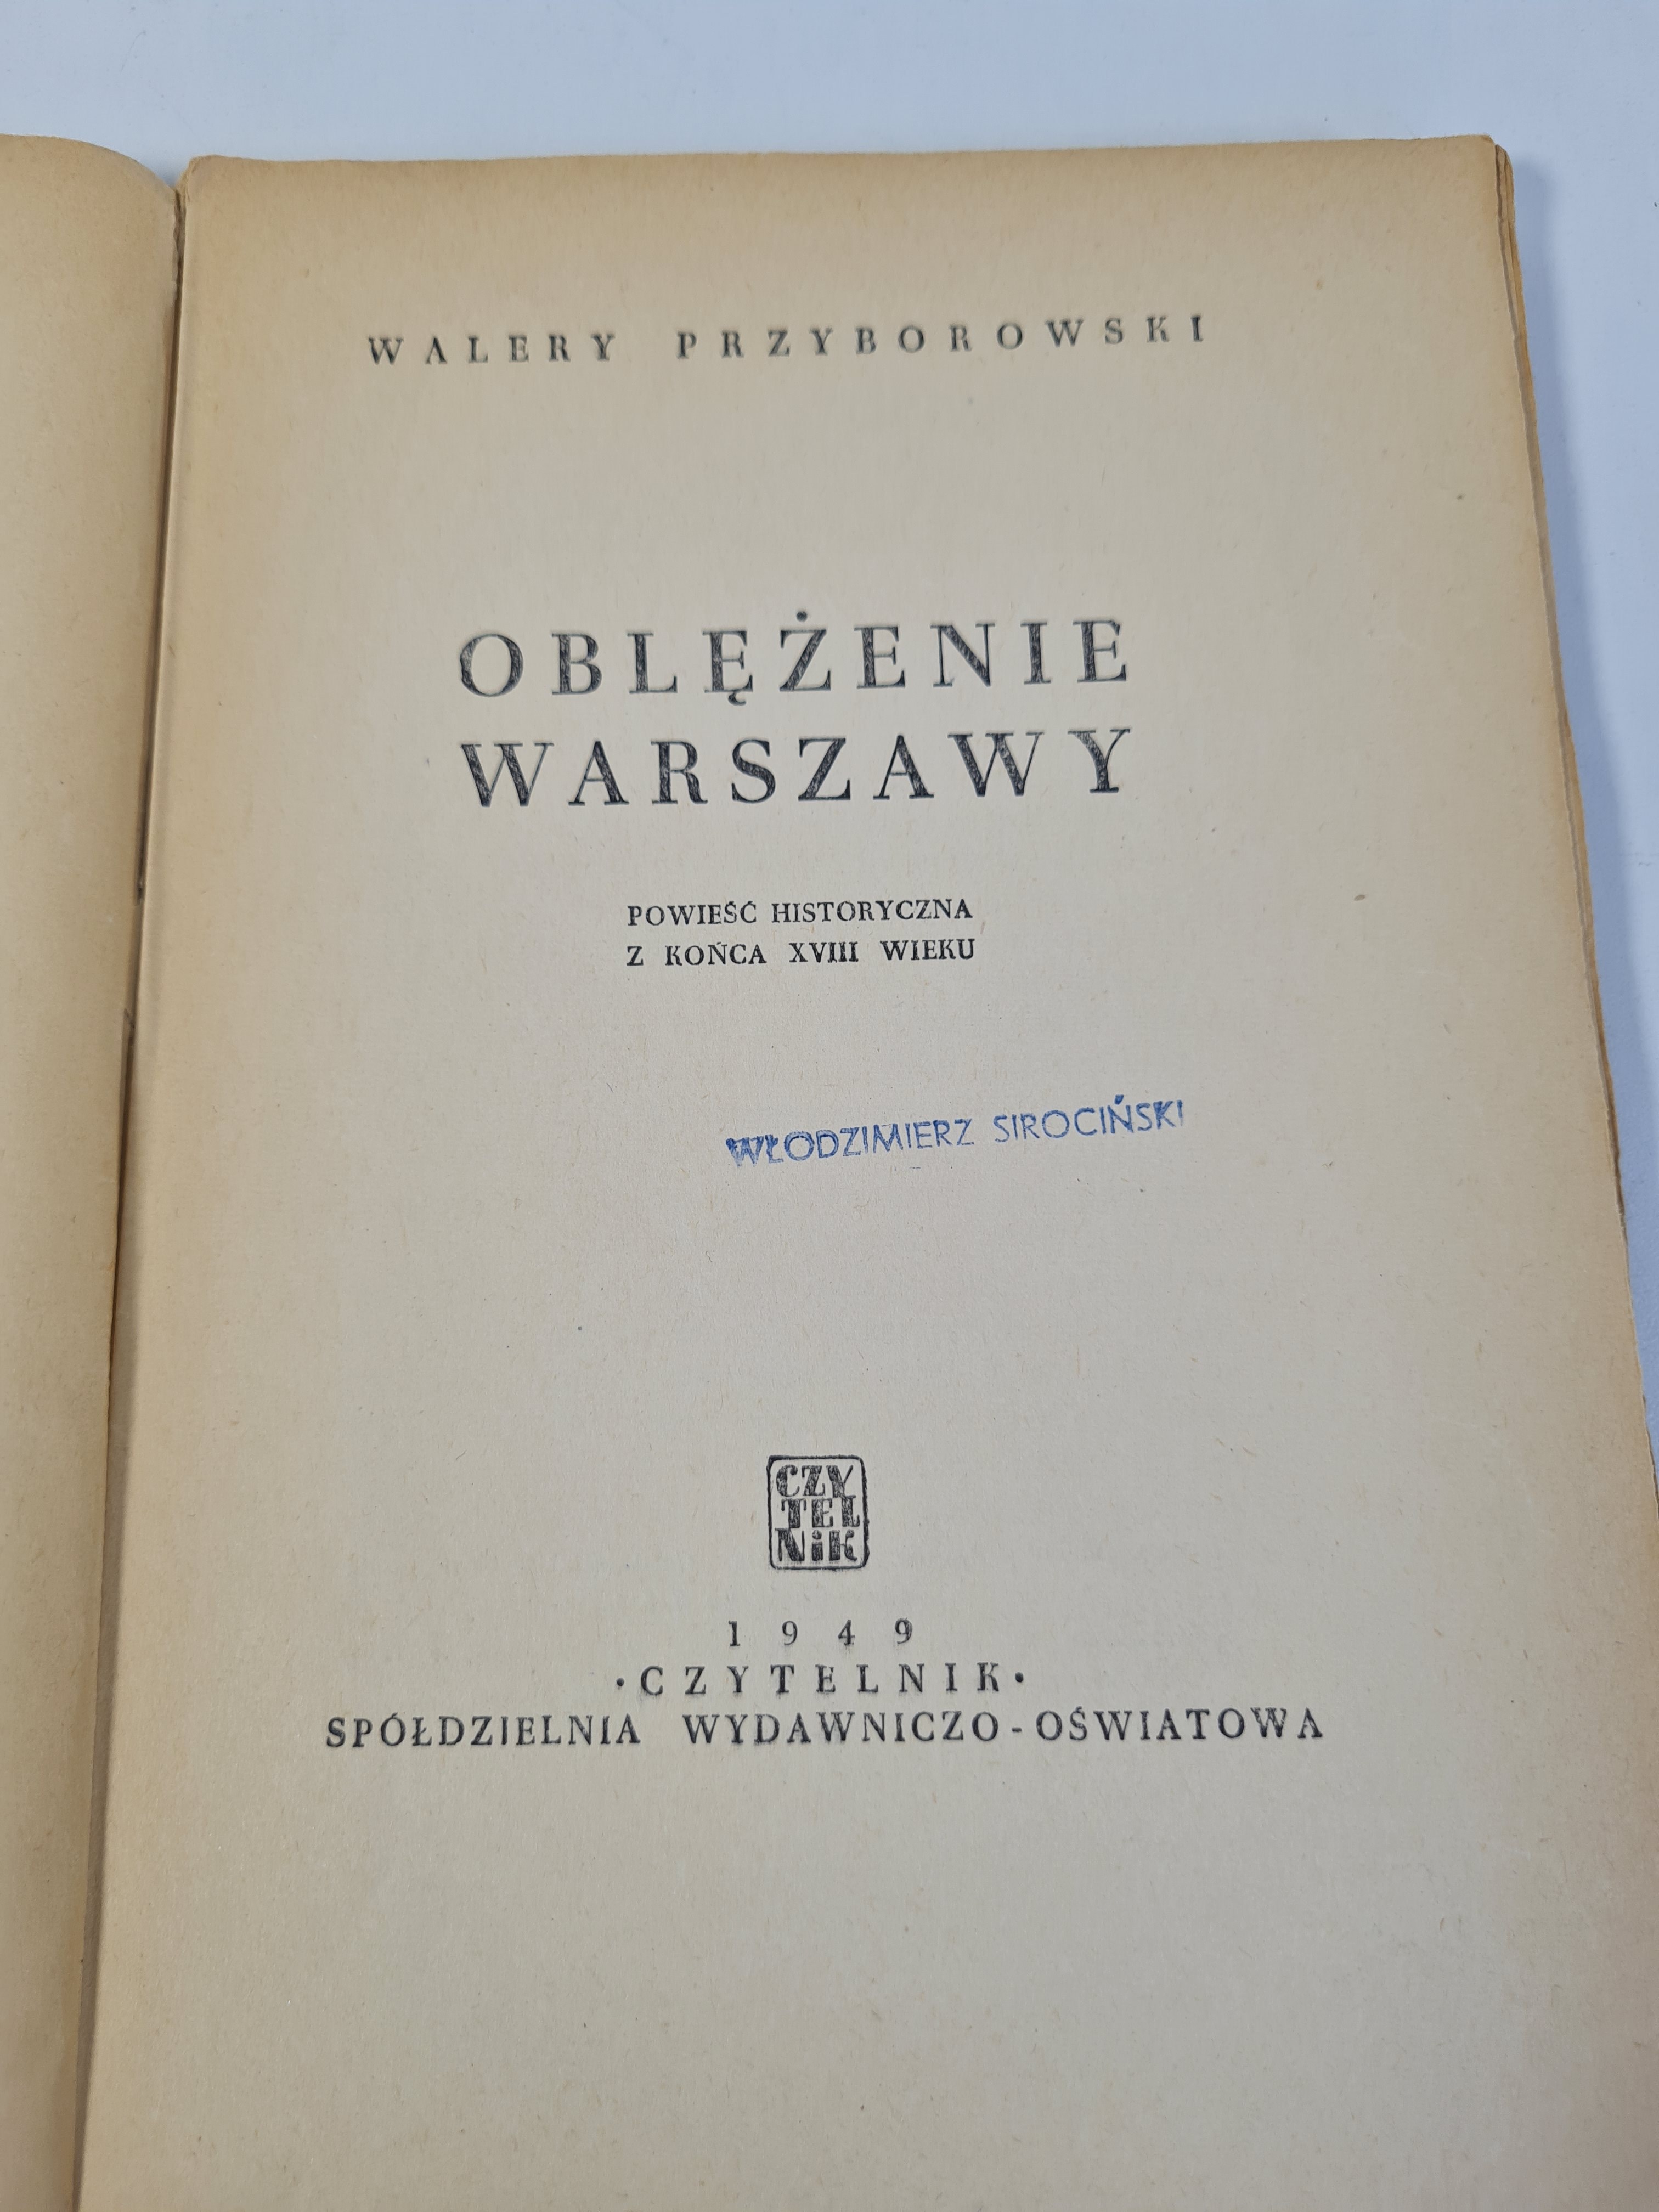 WALERY PRZYBOROWSKI
OBLĘŻENIE
WARSZAWY
POWIEŚĆ HISTORYCZNA
Z KOŃCA XVIII WIEKU
WŁODZIMIERZ SIROCIŃSKI
CZY
TEL
NiK
1949
·CZYTELNIK·
SPÓŁDZIELNIA WYDAWNICZO-OŚWIATOWA